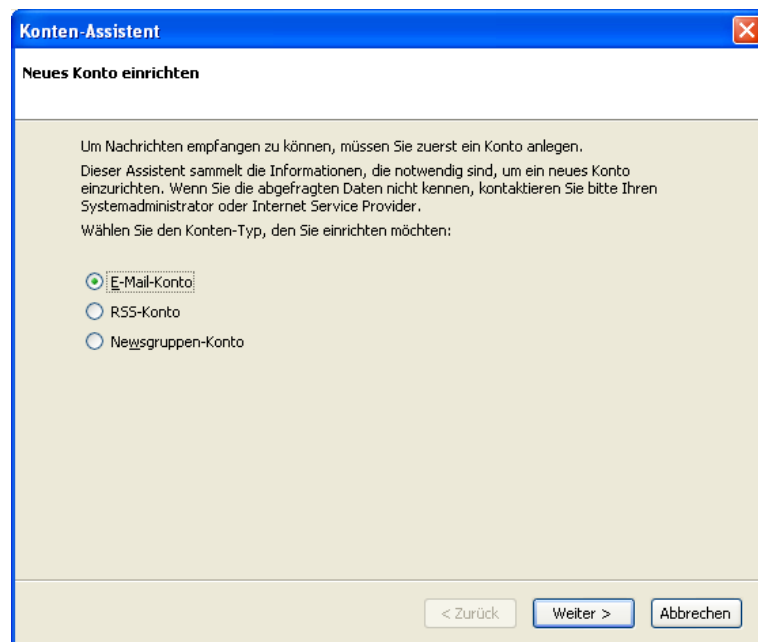 Konten-Assistent
Neues Konto einrichten
Um Nachrichten empfangen zu können, müssen Sie zuerst ein Konto anlegen.
Dieser Assistent sammelt die Informationen, die notwendig sind, um ein neues Konto
einzurichten. Wenn Sie die abgefragten Daten nicht kennen, kontaktieren Sie bitte Ihren
Systemadministrator oder Internet Service Provider.
Wählen Sie den Konten-Typ, den Sie einrichten möchten:
E-Mail-Konto
RSS-Konto
Newsgruppen-Konto
< Zurück Weiter > Abbrechen